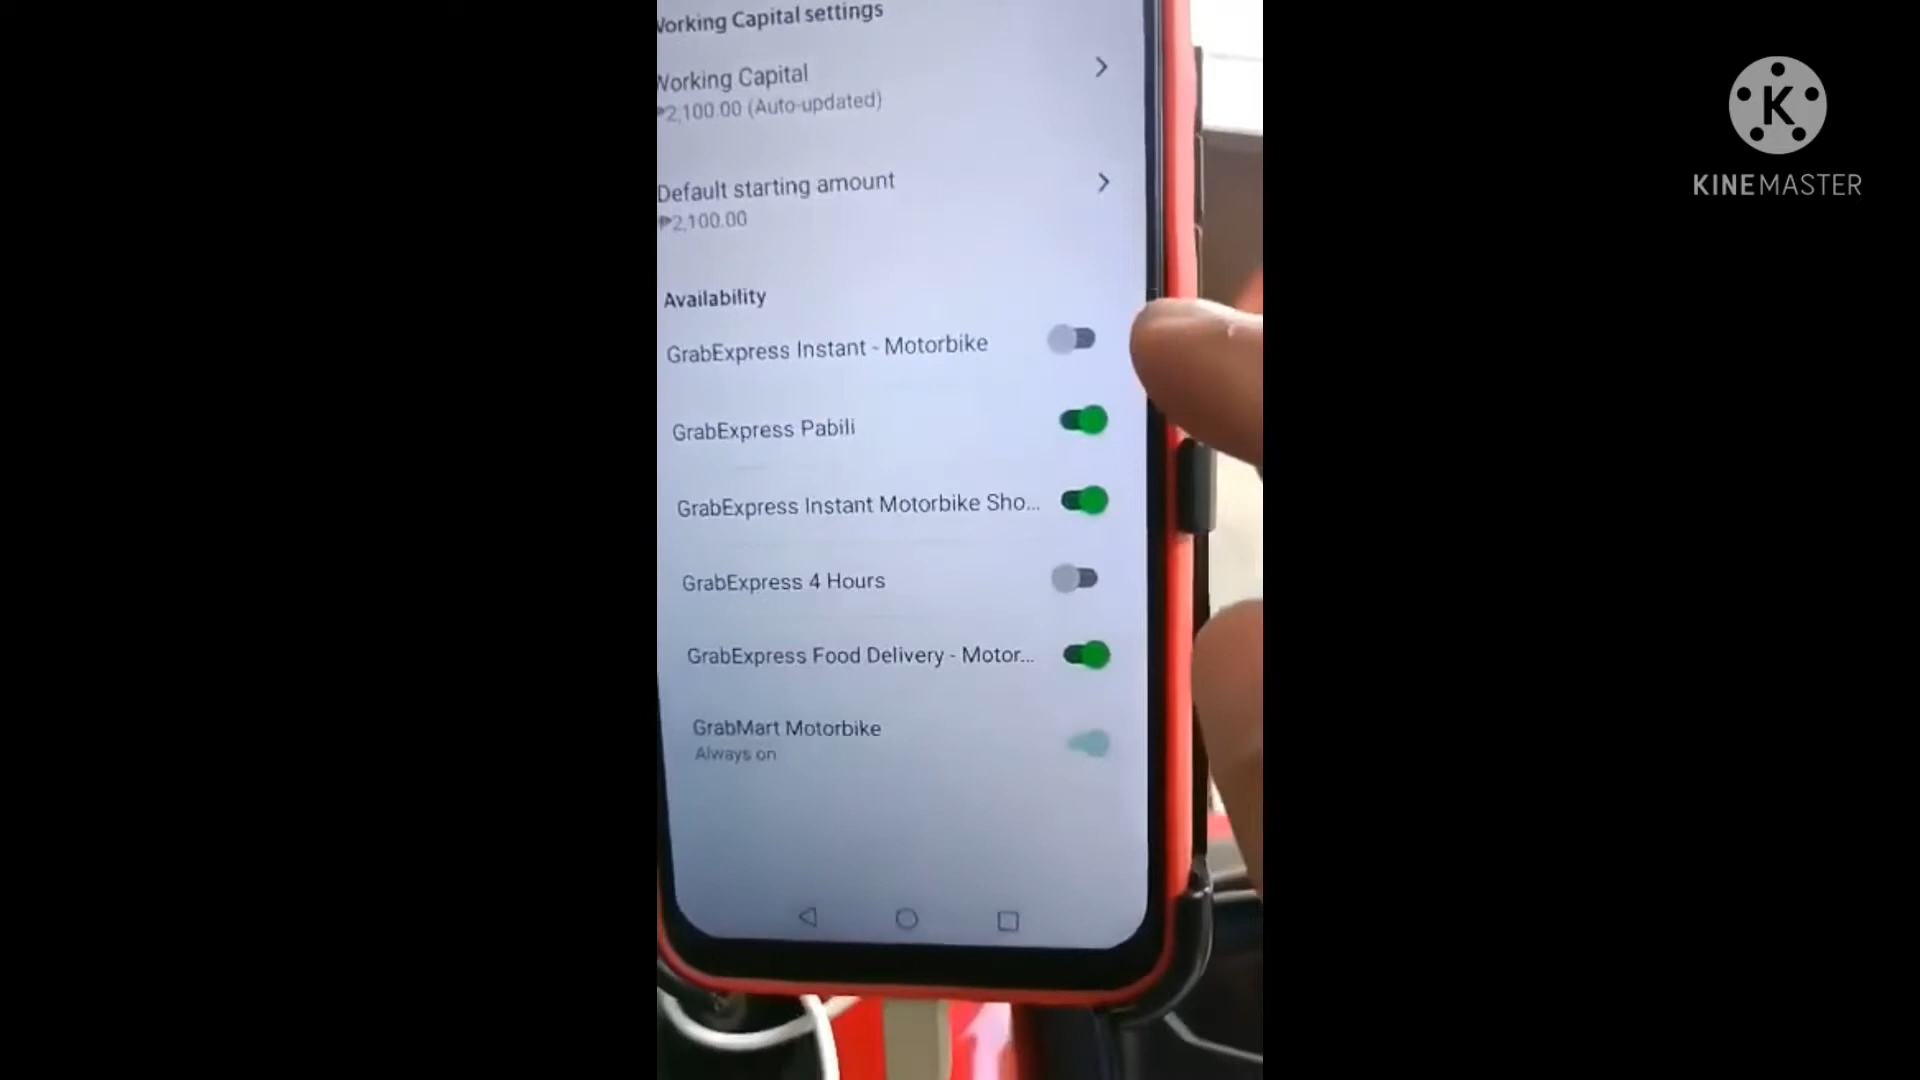 Working Capital settings
Working Capital
₱2,100.00 (Auto-updated)
Default starting amount
₱2,100.00
Availability
GrabExpress Instant - Motorbike
GrabExpress Pabili
GrabExpress Instant Motorbike Sho...
GrabExpress 4 Hours
GrabExpress Food Delivery - Motor...
GrabMart Motorbike
Always on
K
KINEMASTER